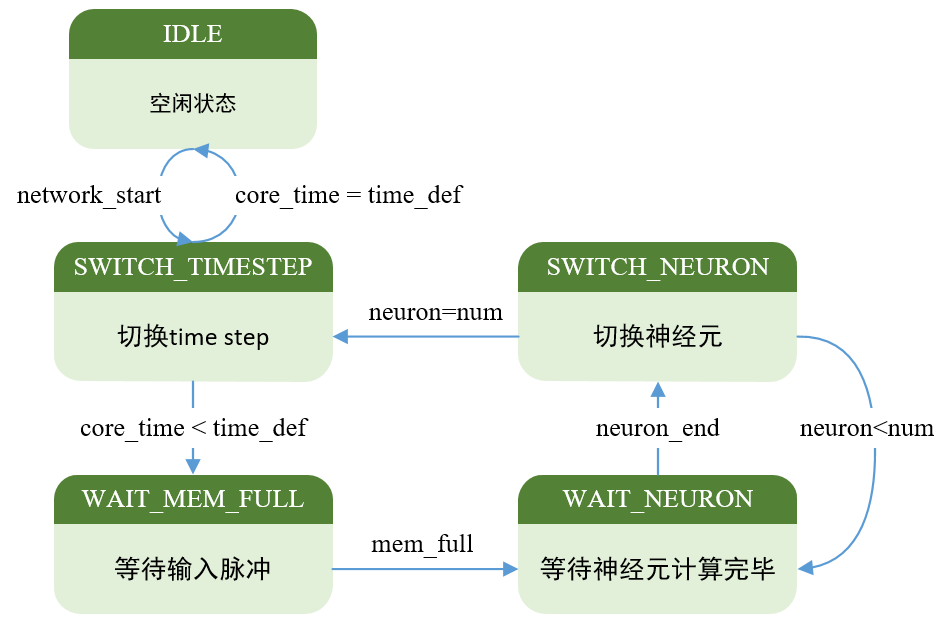 IDLE
空闲状态
network_start
core_time = time_def
SWITCH_TIMESTEP
切换time step
SWITCH_NEURON
切换神经元
neuron=num
core_time < time_def
neuron_end
neuron<num
WAIT_MEM_FULL
等待输入脉冲
mem_full
WAIT_NEURON
等待神经元计算完毕